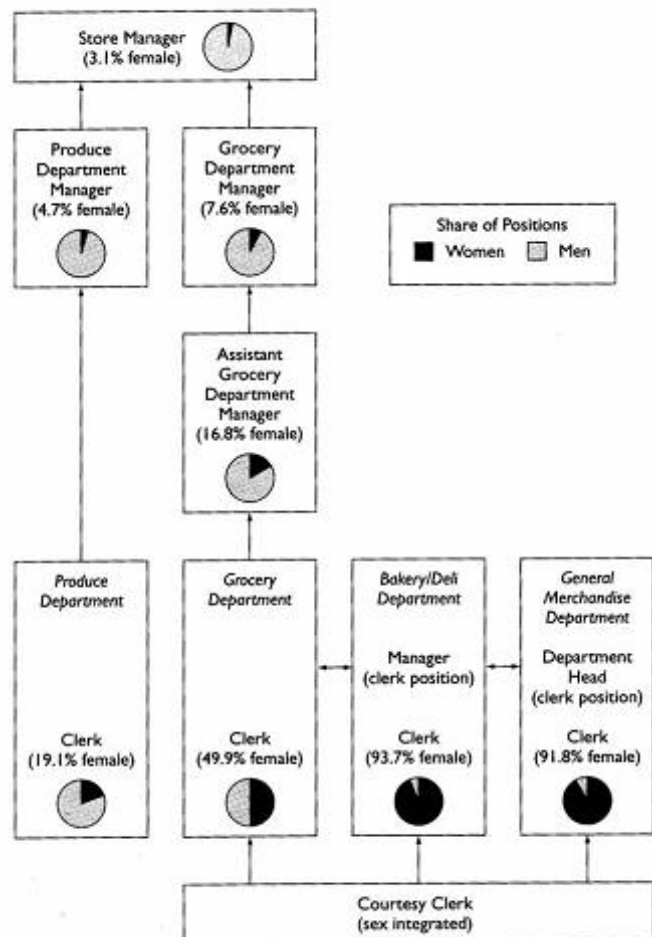 Store Manager
(3.1% female)
Produce
Department
Manager
(4.7% female)
Grocery
Department
Manager
(7.6% female)
Share of Positions
Women
Men
Assistant
Grocery
Department
Manager
(16.8% female)
Produce
Department
Clerk
(19.1% female)
Grocery
Department
Clerk
(49.9% female)
Bakery/Deli
Department
Manager
(clerk position)
Clerk
(93.7% female)
General
Merchandise
Department
Department
Head
(clerk position)
Clerk
(91.8% female)
Courtesy Clerk
(sex integrated)